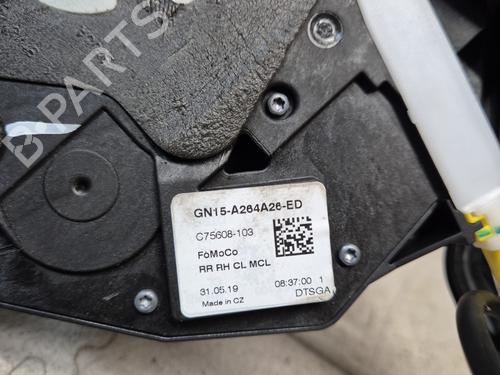 B-PARTS
GN15-A264A26-ED
C75608-103
FoMoCo
RR RH CL MCL
31.05.19 08:37:00 1
Made in CZ DTSGA